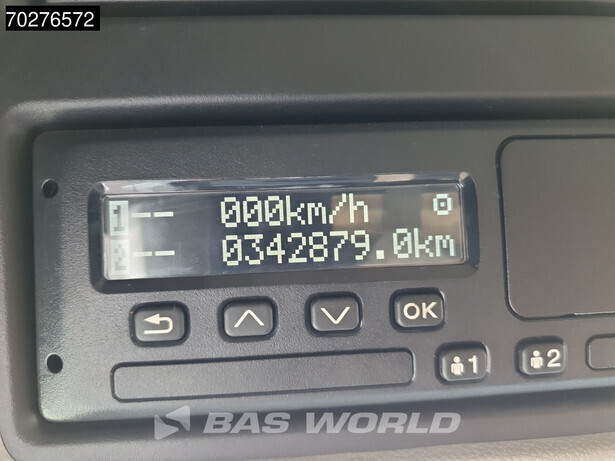 70276572
1-- 000km/h
2-- 0342879.0km
OK
1
2
BAS WORLD